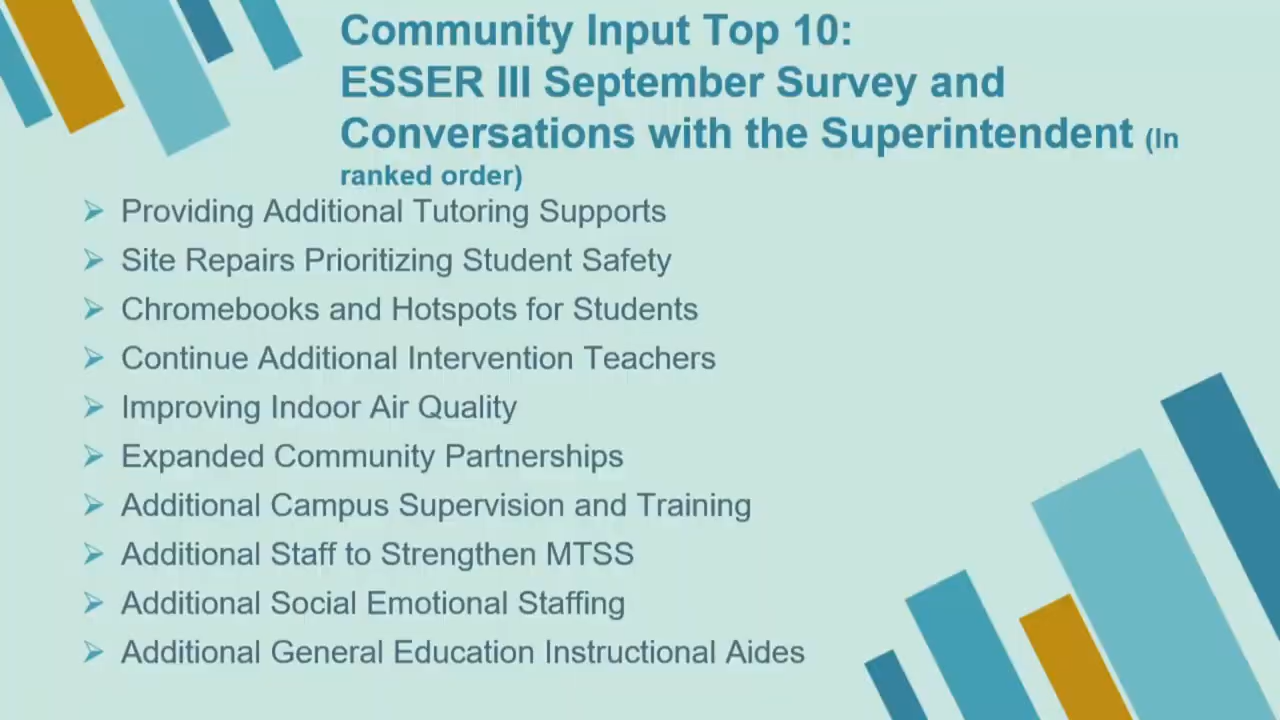 Community Input Top 10:
ESSER III September Survey and
Conversations with the Superintendent (In
ranked order)
Providing Additional Tutoring Supports
Site Repairs Prioritizing Student Safety
Chromebooks and Hotspots for Students
Continue Additional Intervention Teachers
Improving Indoor Air Quality
Expanded Community Partnerships
Additional Campus Supervision and Training
Additional Staff to Strengthen MTSS
Additional Social Emotional Staffing
Additional General Education Instructional Aides